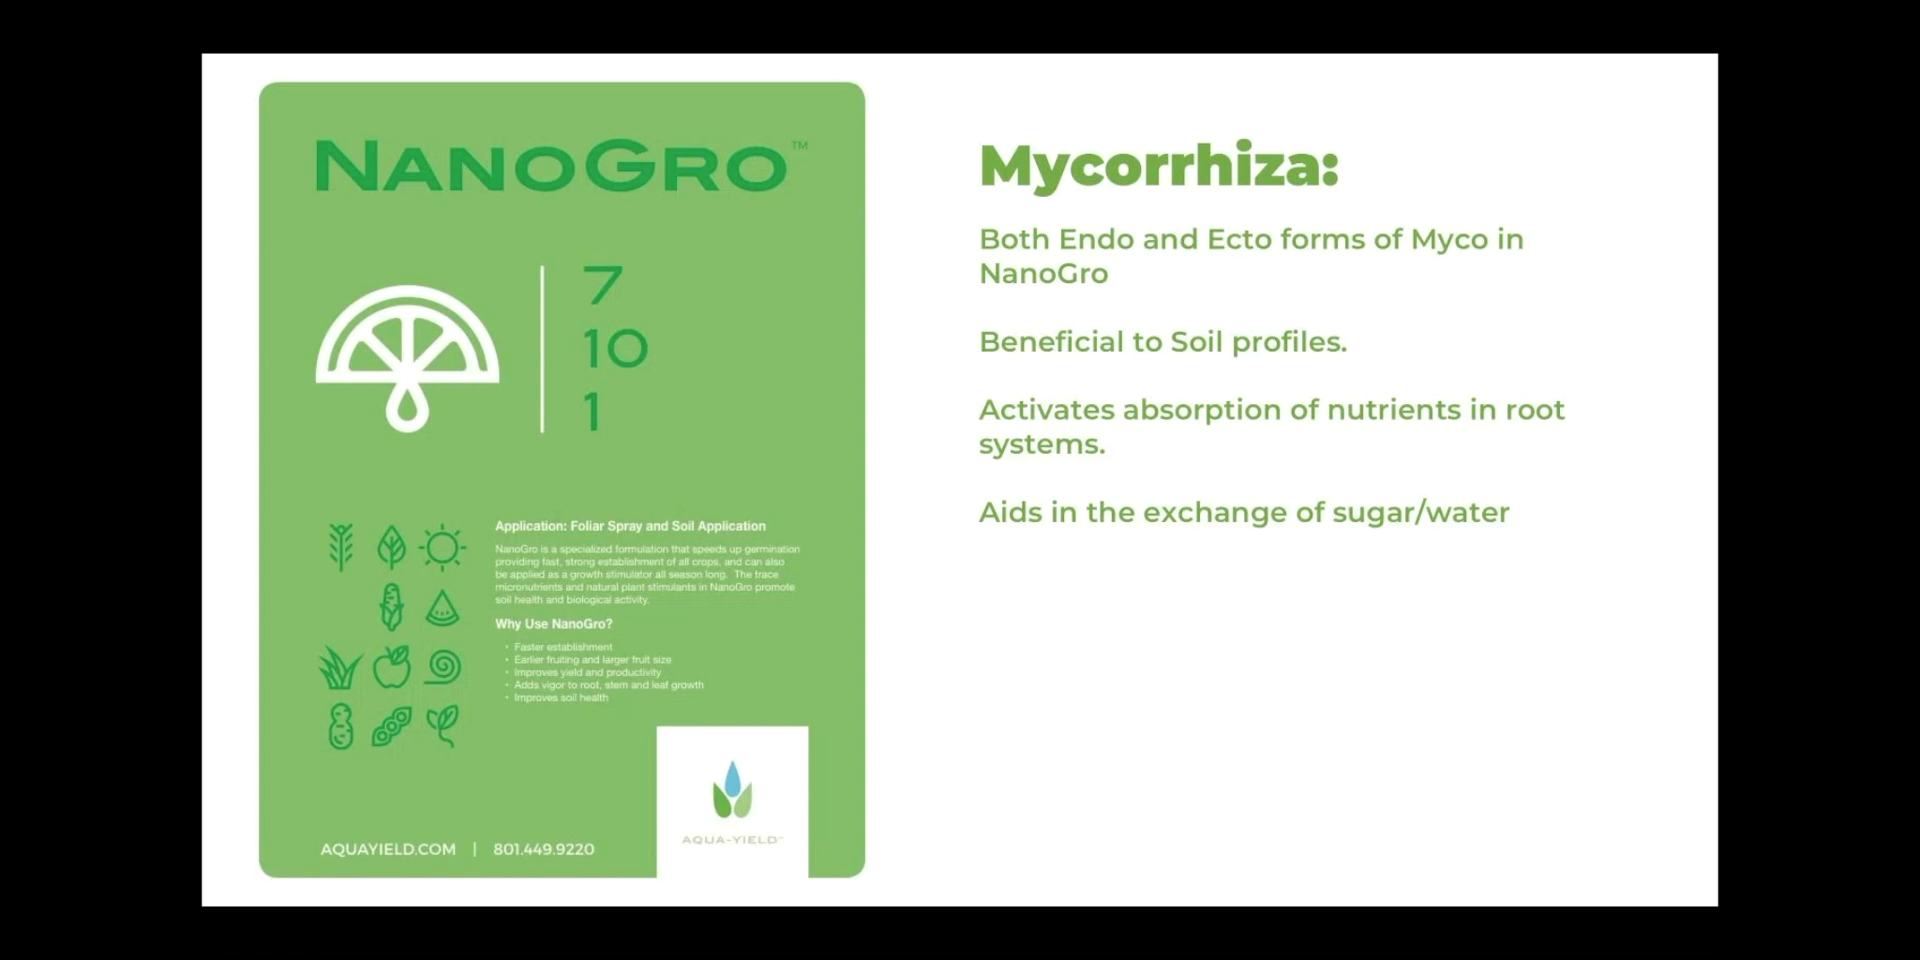 NANOGRO™
7
10
1
Application: Foliar Spray and Soil Application
NanoGro is a specialized formulation that speeds up germination
providing fast, strong establishment of all crops, and can also
be applied as a growth stimulator all season long. The trace
micronutrients and natural plant stimulants in NanoGro promote
soil health and biological activity.
Why Use NanoGro?
• Faster establishment
• Earlier fruiting and larger fruit size
• Improves yield and productivity
• Adds vigor to root, stem and leaf growth
• Improves soil health
AQUA-YIELD™
AQUAYIELD.COM | 801.449.9220
Mycorrhiza:
Both Endo and Ecto forms of Myco in
NanoGro
Beneficial to Soil profiles.
Activates absorption of nutrients in root
systems.
Aids in the exchange of sugar/water